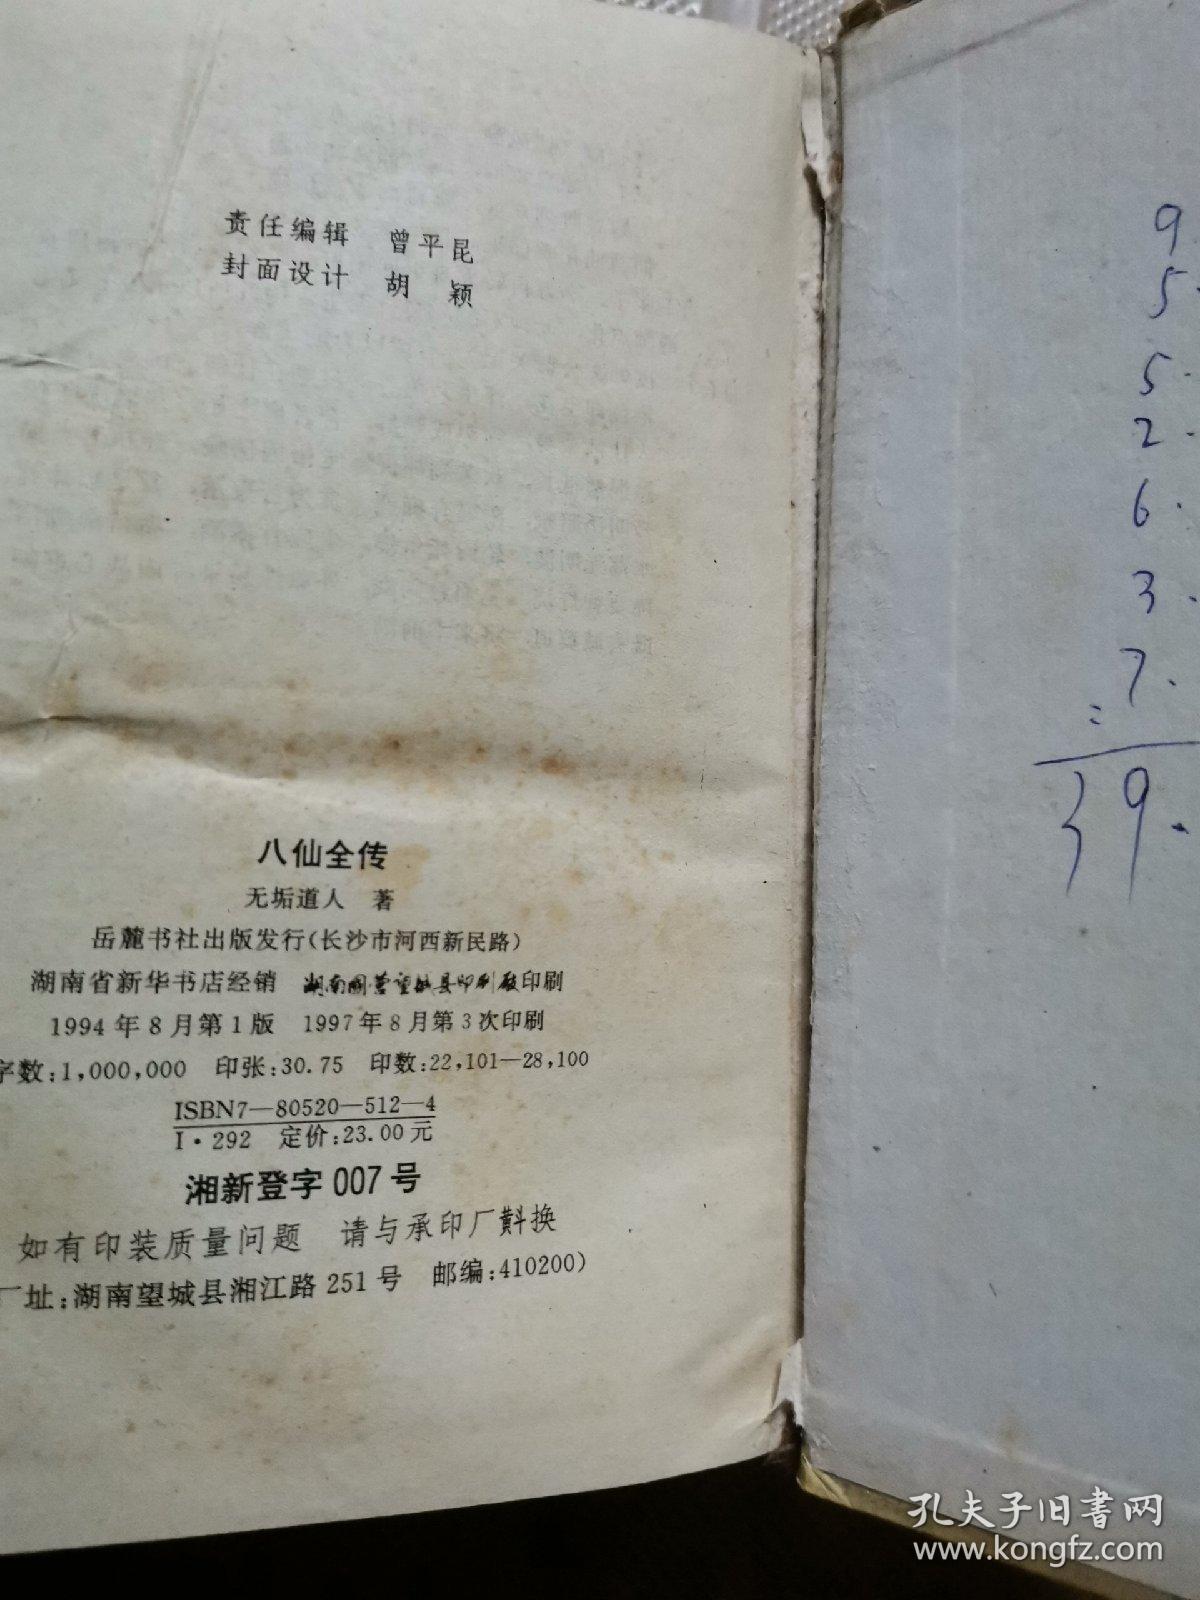 责任编辑 曾平昆
封面设计 胡 颖
八仙全传
无垢道人 著
岳麓书社出版发行(长沙市河西新民路)
湖南省新华书店经销 湖南国营望城县印刷厂印刷
1994年8月第1版 1997年8月第3次印刷
字数:1,000,000 印张:30.75 印数:22,101—28,100
ISBN7—80520—512—4
I·292 定价:23.00元
湘新登字007号
如有印装质量问题 请与承印厂斟换
厂址:湖南望城县湘江路251号 邮编:410200)
9.
5.
5.
2.
6.
3.
7.
39.
孔夫子旧书网
www.kongfz.com